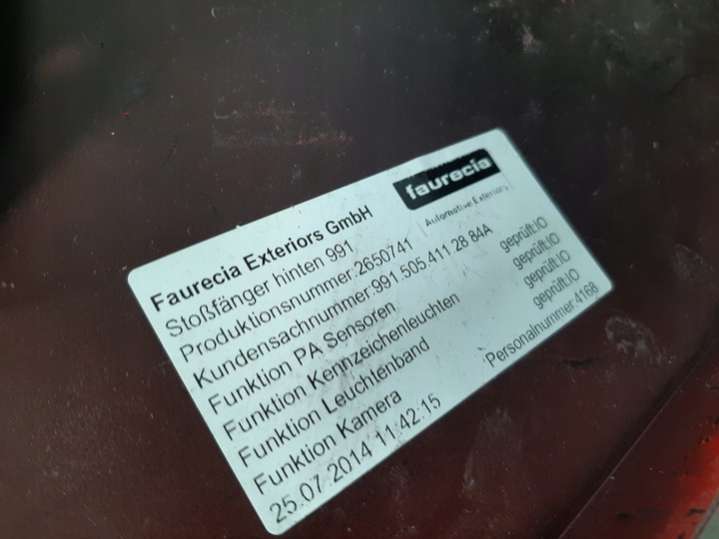 faurecia
Automotive Exteriors
Faurecia Exteriors GmbH
Stoßfänger hinten 991
Produktionsnummer:2650741
Kundensachnummer:991.505.411 28 84A
Funktion PA Sensoren geprüft:IO
Funktion Kennzeichenleuchten geprüft:IO
Funktion Leuchtenband geprüft:IO
Funktion Kamera geprüft:IO
25.07.2014 11:42:15 Personalnummer:4168